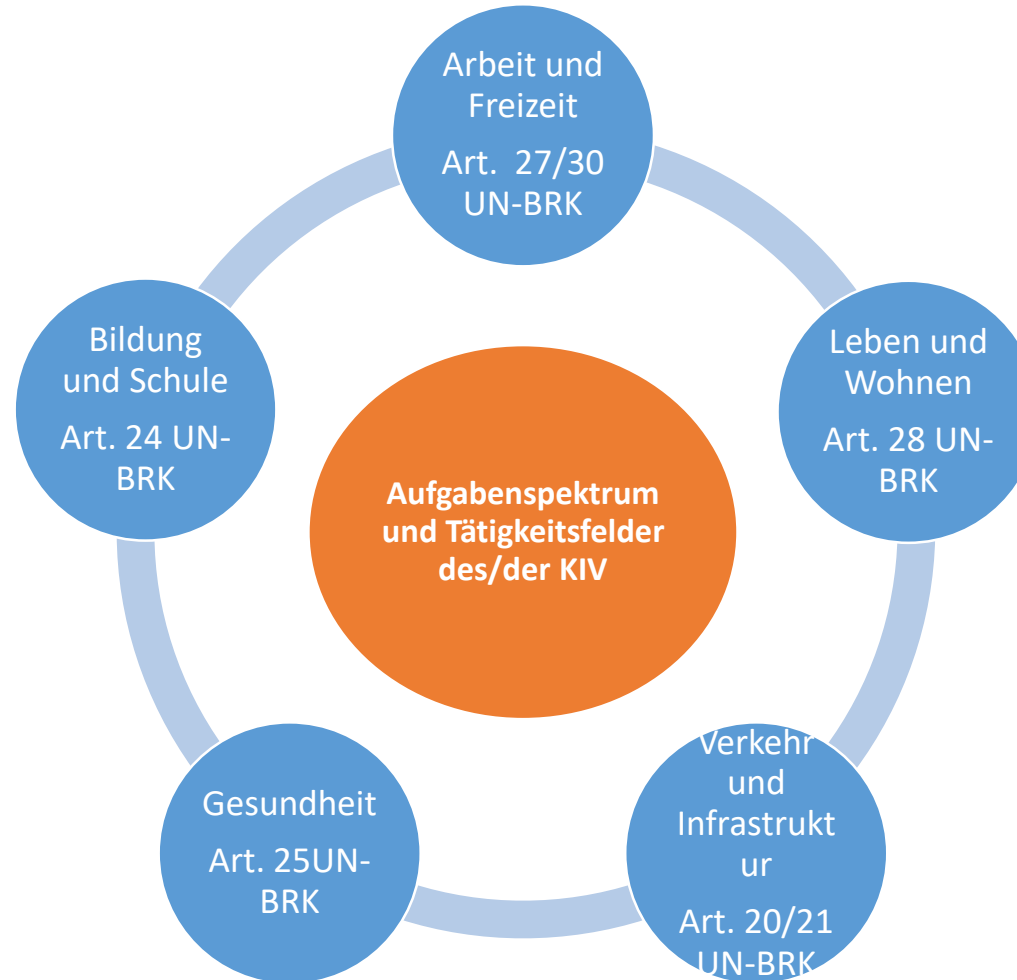 Arbeit und
Freizeit
Art. 27/30
UN-BRK
Bildung
und Schule
Art. 24 UN-
BRK
Leben und
Wohnen
Art. 28 UN-
BRK
Aufgabenspektrum
und Tätigkeitsfelder
des/der KIV
Gesundheit
Art. 25UN-
BRK
Verkehr
und
Infrastrukt
ur
Art. 20/21
UN-BRK